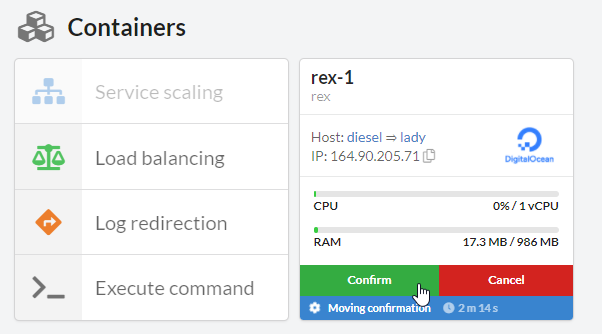 Containers
Service scaling
Load balancing
Log redirection
Execute command
rex-1
rex
Host: diesel ⇒ lady
IP: 164.90.205.71
DigitalOcean
CPU 0% / 1 vCPU
RAM 17.3 MB / 986 MB
Confirm Cancel
Moving confirmation 2 m 14 s